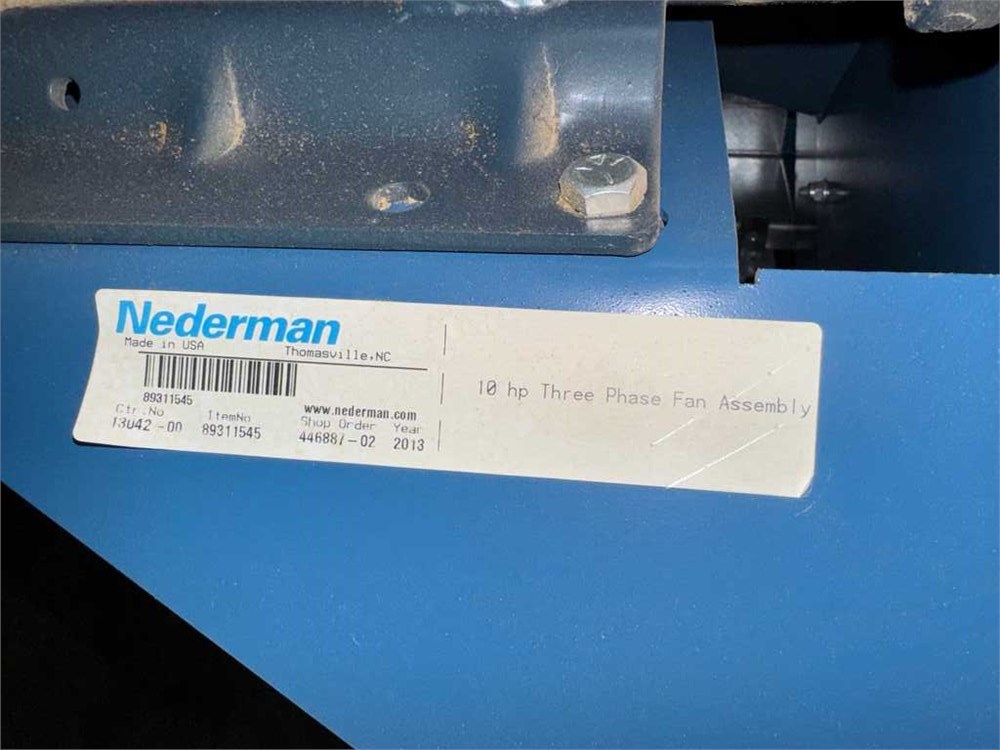 Nederman
Made in USA
Thomasville,NC
89311545
www.nederman.com
Ctr.No ItemNo Shop Order Year
13042-00 89311545 446887-02 2013
10 hp Three Phase Fan Assembly